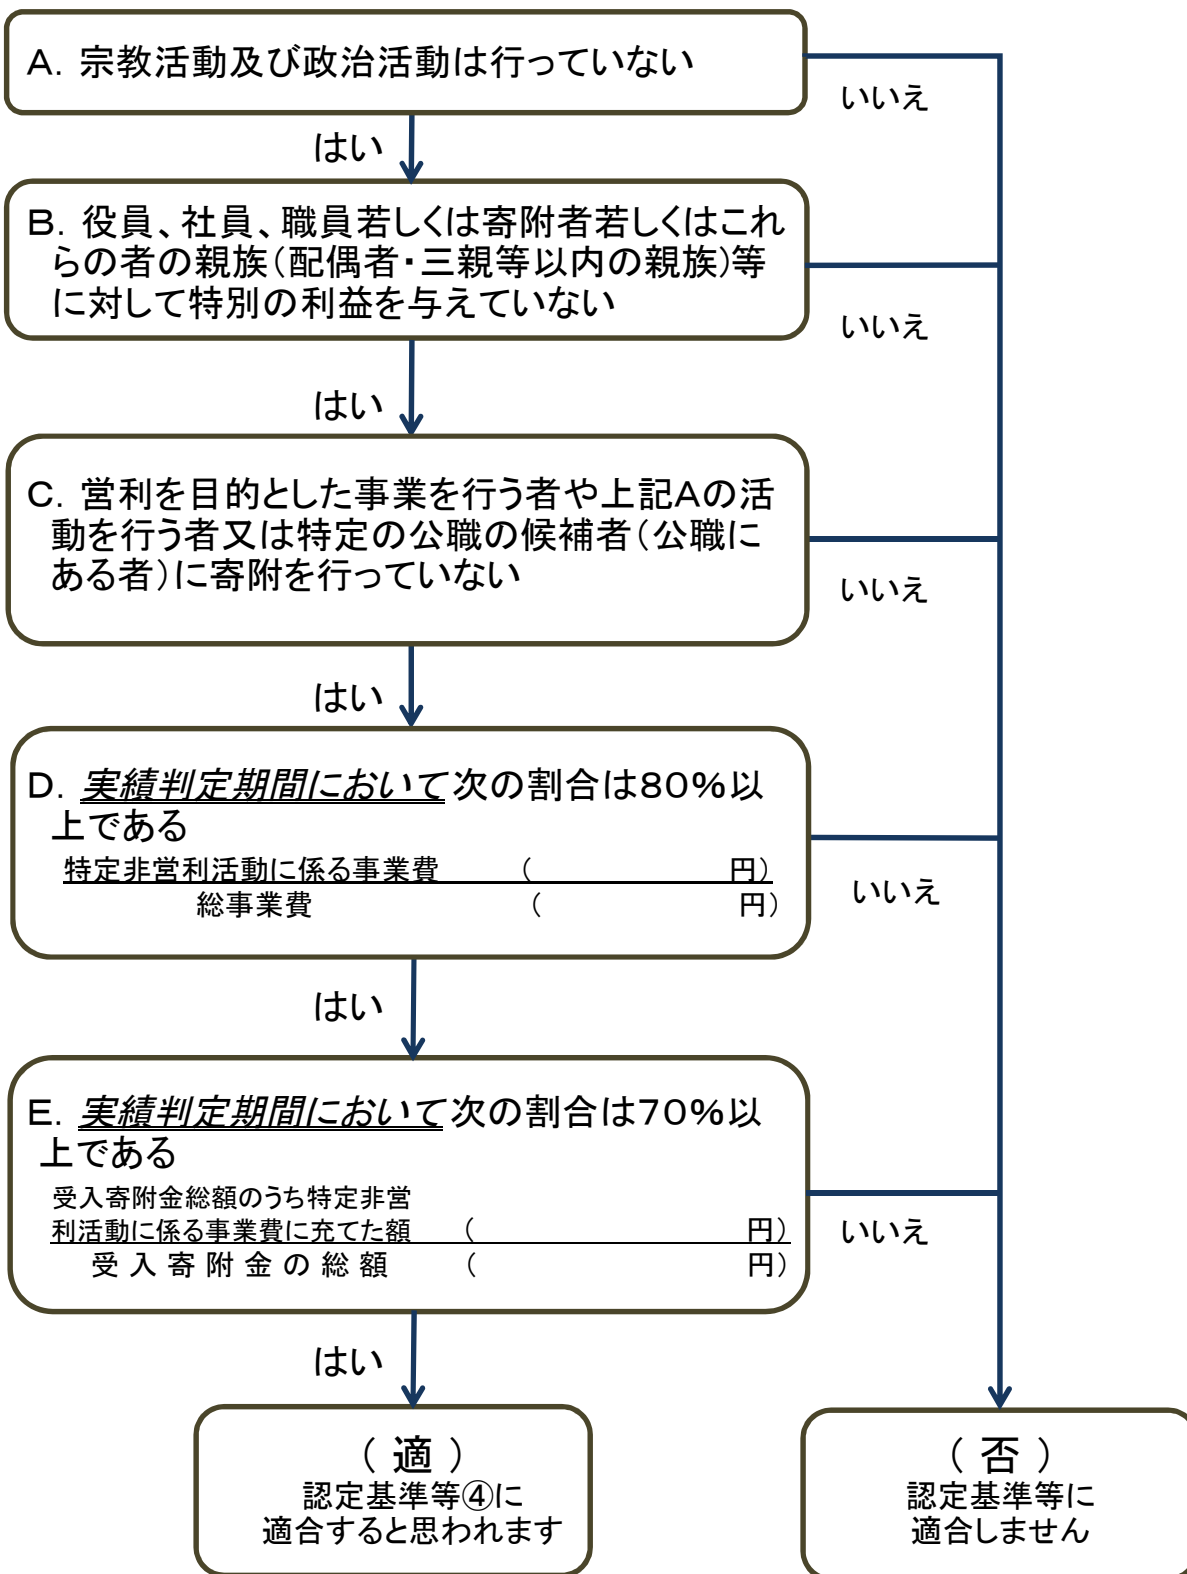 A. 宗教活動及び政治活動は行っていない
いいえ
はい
B. 役員、社員、職員若しくは寄附者若しくはこれ
らの者の親族(配偶者・三親等以内の親族)等
に対して特別の利益を与えていない
いいえ
はい
C. 営利を目的とした事業を行う者や上記Aの活
動を行う者又は特定の公職の候補者(公職に
ある者)に寄附を行っていない
いいえ
はい
D. 実績判定期間において次の割合は80%以
上である
特定非営利活動に係る事業費 ( 円)
総事業費 ( 円)
いいえ
はい
E. 実績判定期間において次の割合は70%以
上である
受入寄附金総額のうち特定非営
利活動に係る事業費に充てた額 ( 円)
受入寄附金の総額 ( 円)
いいえ
はい
(適)
認定基準等④に
適合すると思われます
(否)
認定基準等に
適合しません